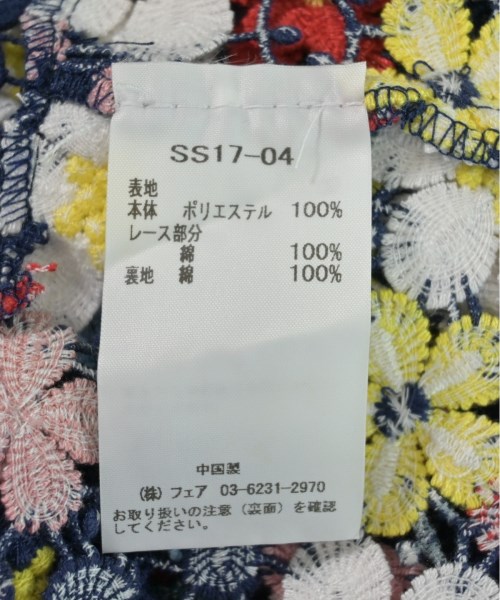 SS17-04
表地
本体 ポリエステル 100%
レース部分
綿 100%
裏地 綿 100%
中国製
(株) フェア 03-6231-2970
お取り扱いの注意 (裏面) を確認
してください。